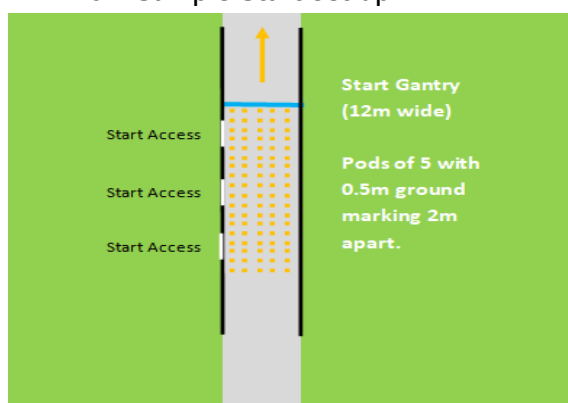 Start Gantry
(12m wide)
Start Access
Pods of 5 with
0.5m ground
Start Access
marking 2m
apart.
Start Access